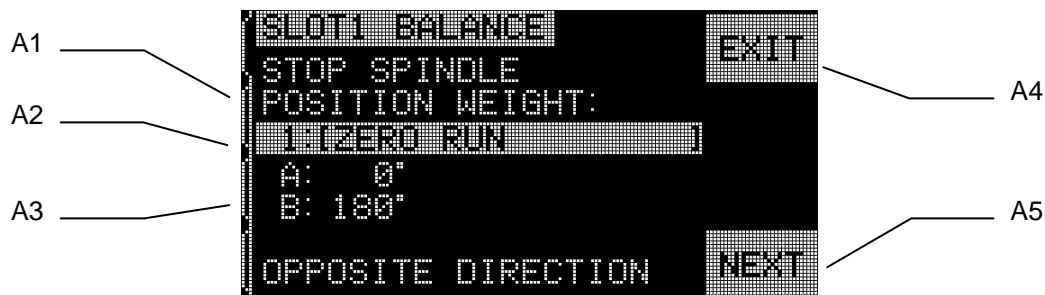 A1
A2
A3
SLOT1 BALANCE
STOP SPINDLE
POSITION WEIGHT:
1:[ZERO RUN ]
A: 0°
B: 180°
OPPOSITE DIRECTION
EXIT
NEXT
A4
A5